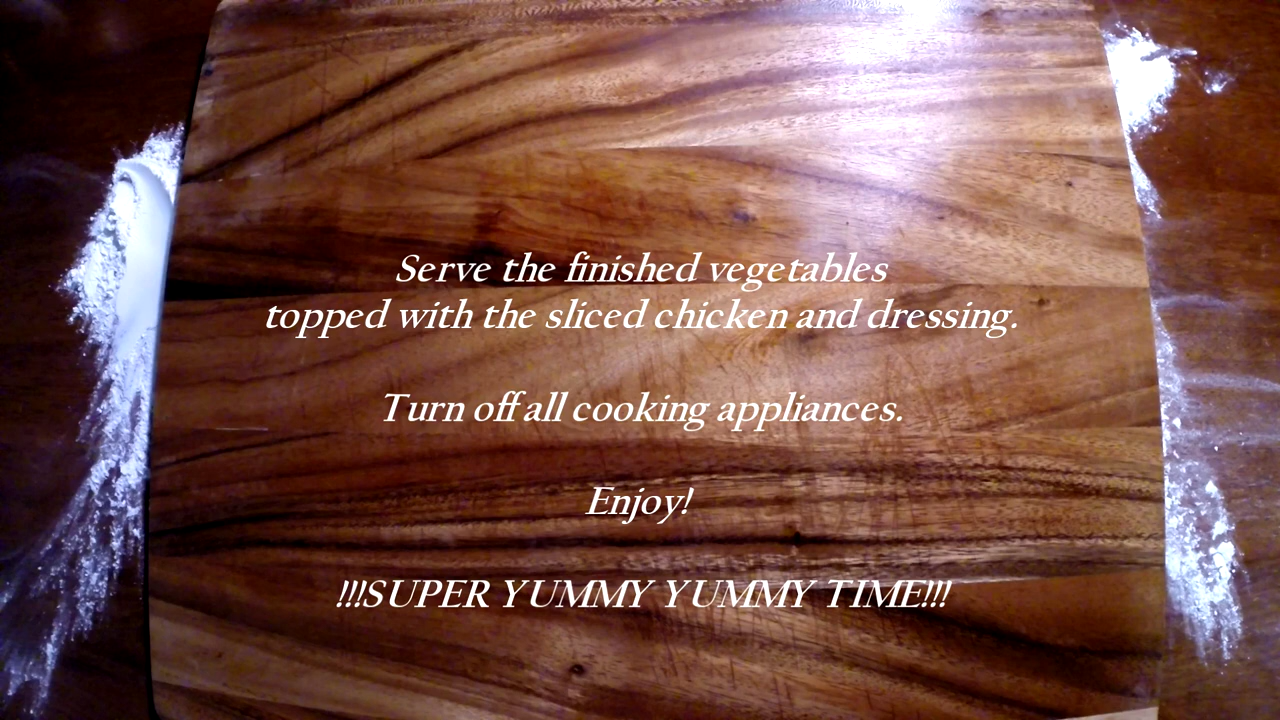 Serve the finished vegetables
topped with the sliced chicken and dressing.
Turn off all cooking appliances.
Enjoy!
!!!SUPER YUMMY YUMMY TIME!!!